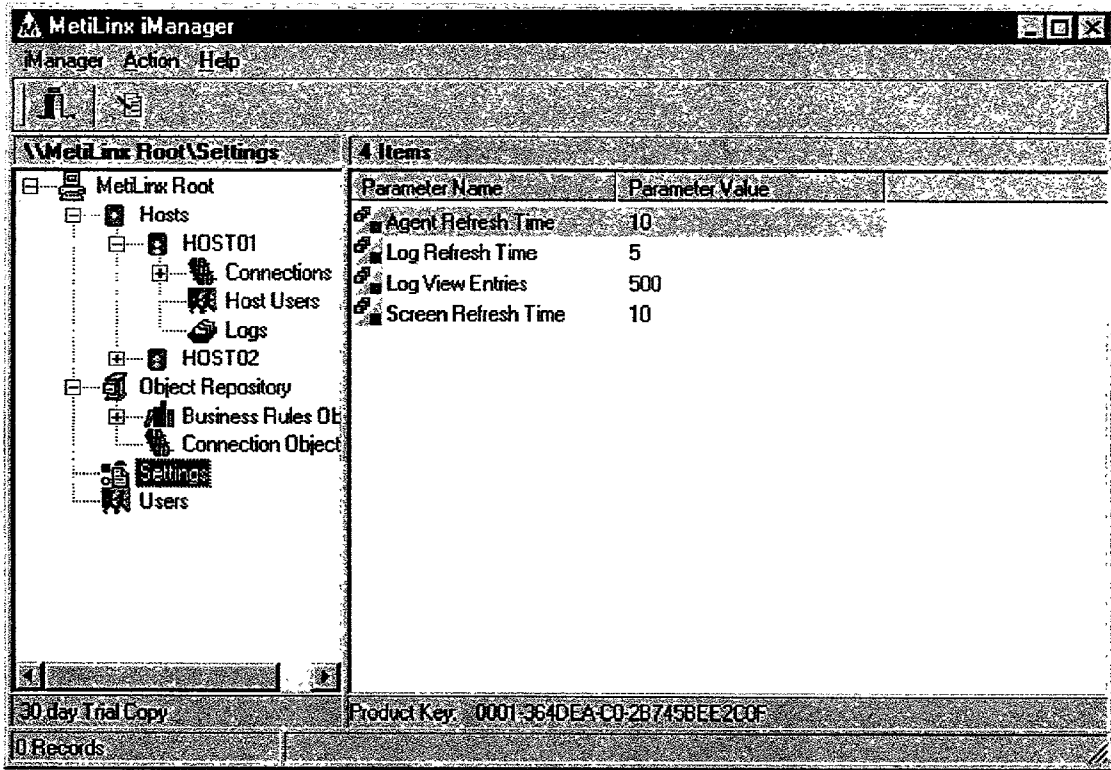 MetiLinx iManager
iManager Action Help
\\MetiLinx Root\Settings
4 Items
MetiLinx Root
Hosts
HOST01
Connections
Host Users
Logs
HOST02
Object Repository
Business Rules Ob
Connection Object
Settings
Users
Parameter Name Parameter Value
Agent Refresh Time 10
Log Refresh Time 5
Log View Entries 500
Screen Refresh Time 10
30 day Trial Copy
Product Key: 0001-364DEA-C0-2B745BEE2C0F
0 Records